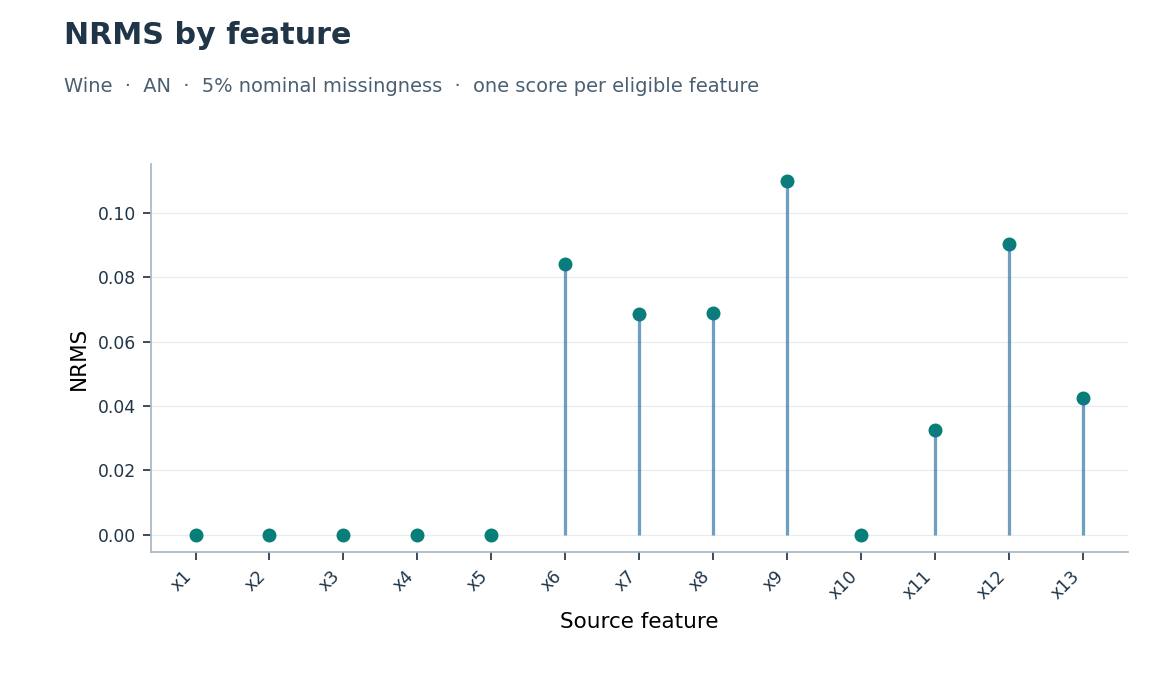 NRMS by feature
Wine · AN · 5% nominal missingness · one score per eligible feature
NRMS
0.10
0.08
0.06
0.04
0.02
0.00
x1 x2 x3 x4 x5 x6 x7 x8 x9 x10 x11 x12 x13
Source feature